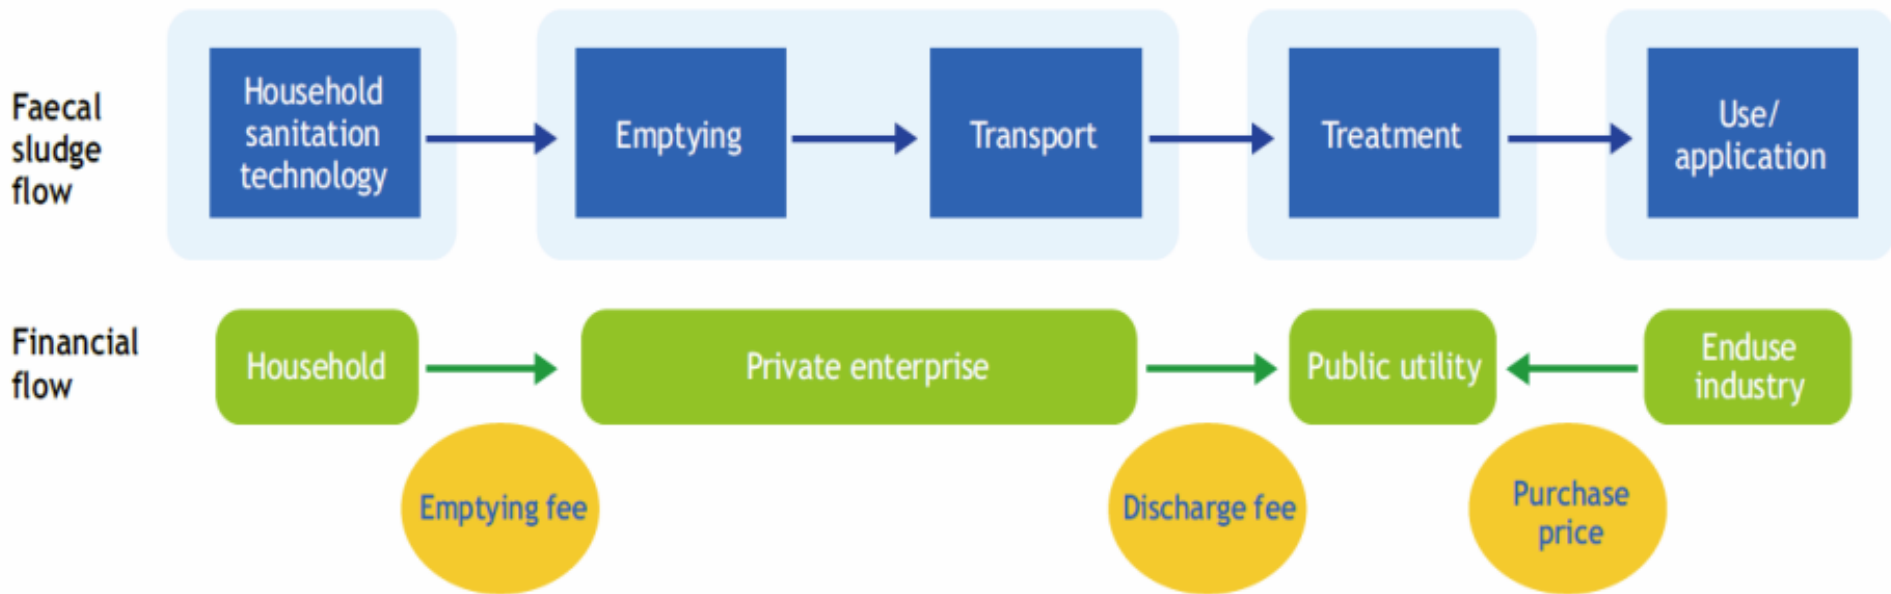 Faecal
sludge
flow
Household
sanitation
technology
Emptying
Transport
Treatment
Use/
application
Financial
flow
Household
Private enterprise
Public utility
Enduse
industry
Emptying fee
Discharge fee
Purchase
price